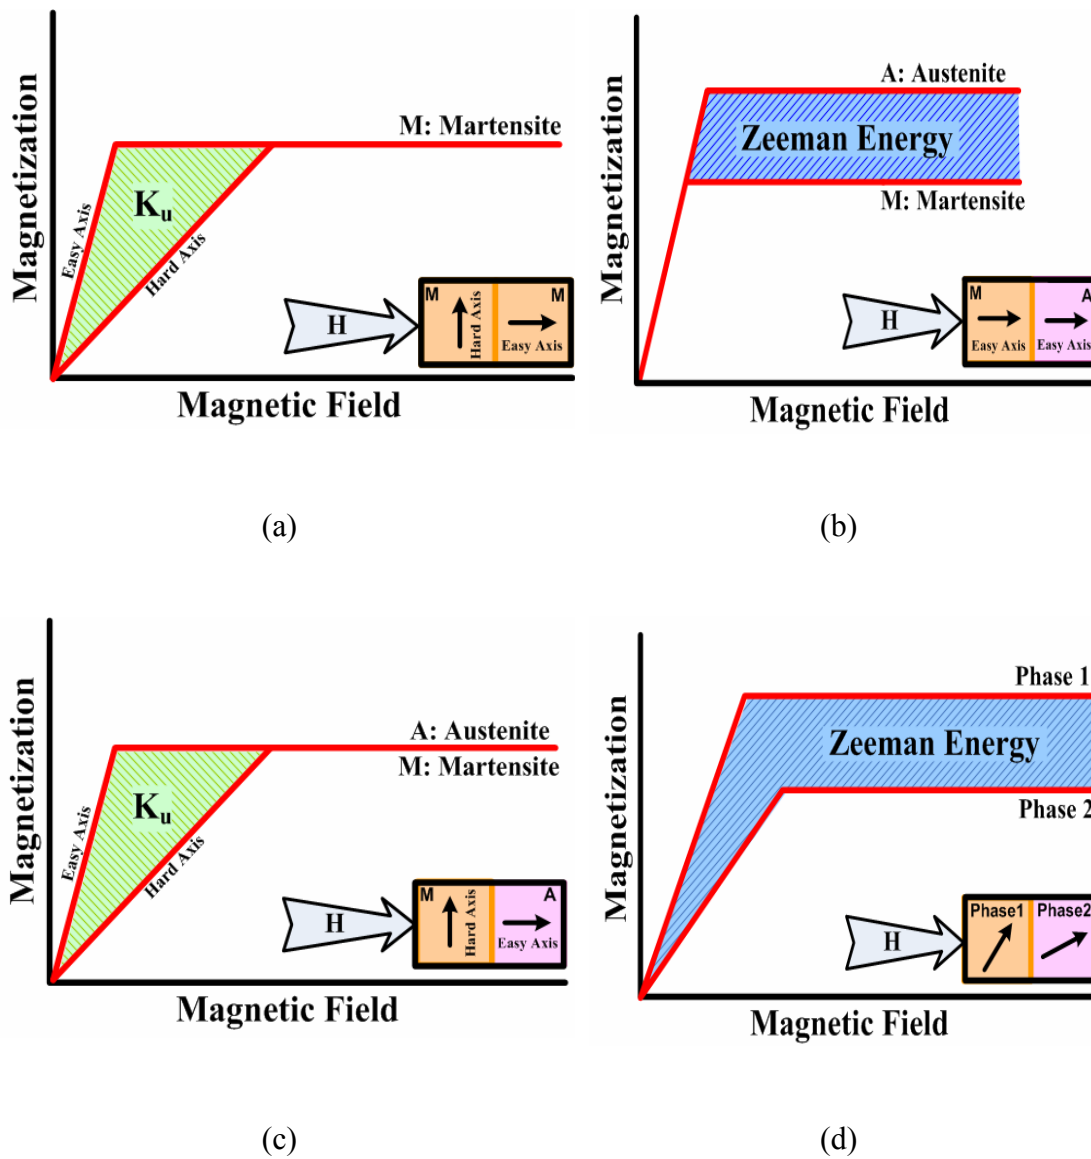 Magnetization
Easy Axis
K_u
Hard Axis
M: Martensite
H
M
Hard Axis
M
Easy Axis
Magnetic Field
(a)
Magnetization
A: Austenite
Zeeman Energy
M: Martensite
H
M
Easy Axis
A
Easy Axis
Magnetic Field
(b)
Magnetization
Easy Axis
K_u
Hard Axis
A: Austenite
M: Martensite
H
M
Hard Axis
A
Easy Axis
Magnetic Field
(c)
Magnetization
Phase 1
Zeeman Energy
Phase 2
H
Phase1
Phase2
Magnetic Field
(d)